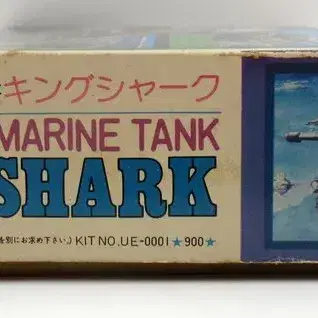 キングシャーク
MARINE TANK
SHARK
を別にお求め下さい。) KIT NO. UE-0001 ★900★